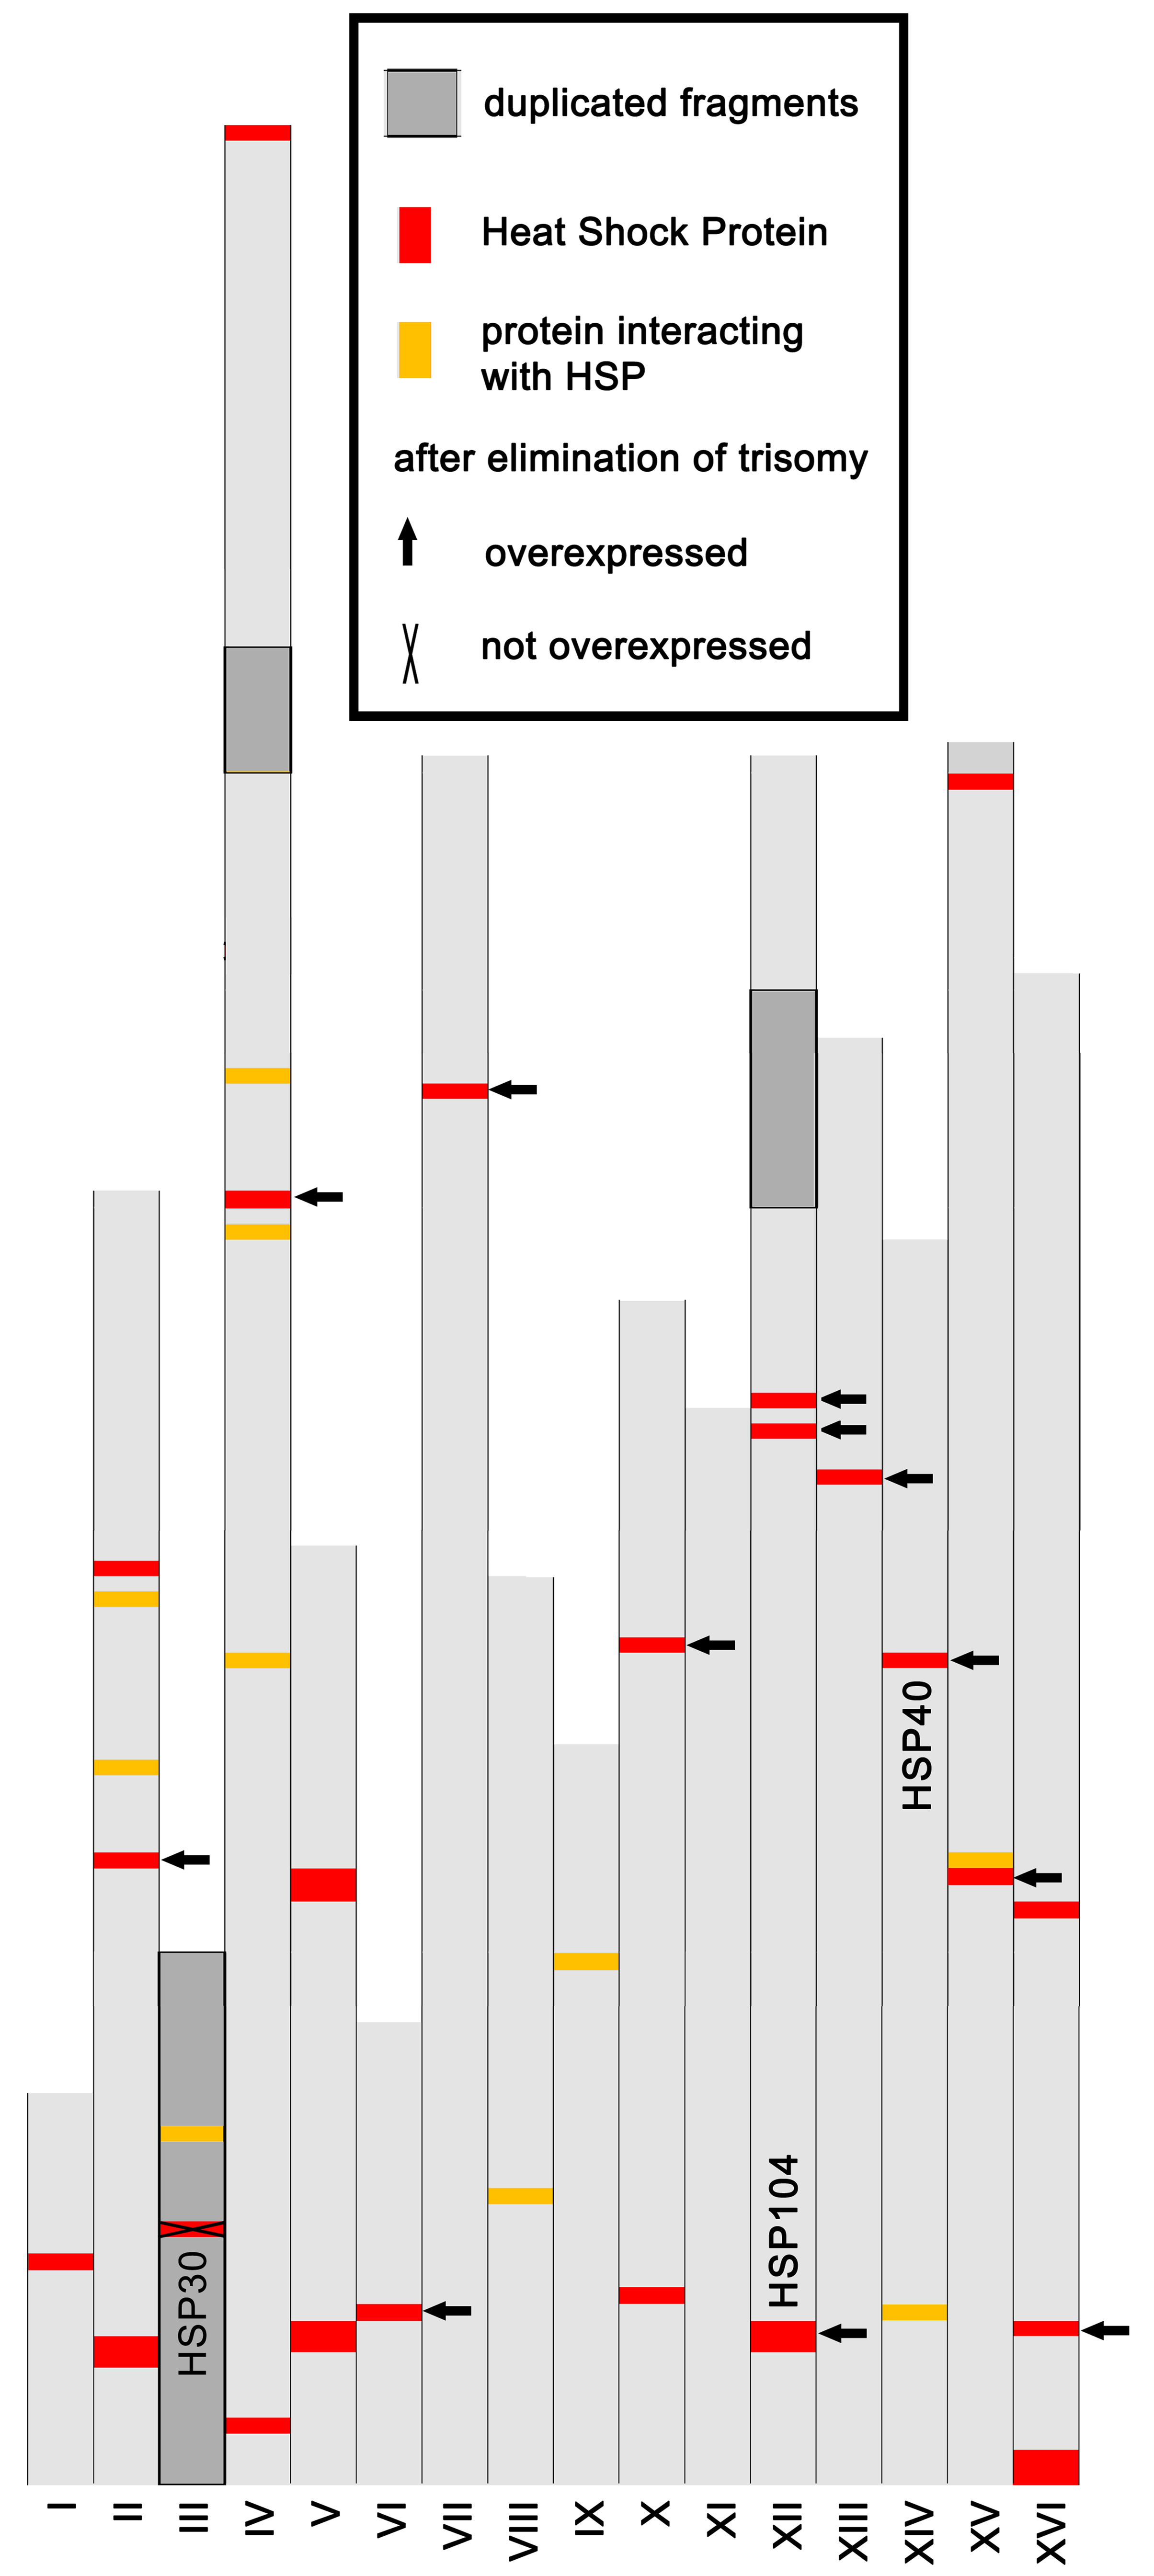 duplicated fragments
Heat Shock Protein
protein interacting
with HSP
after elimination of trisomy
overexpressed
not overexpressed
HSP40
HSP104
HSP30
I
II
III
IV
V
VI
VII
VIII
IX
X
XI
XII
XIII
XIV
XV
XVI